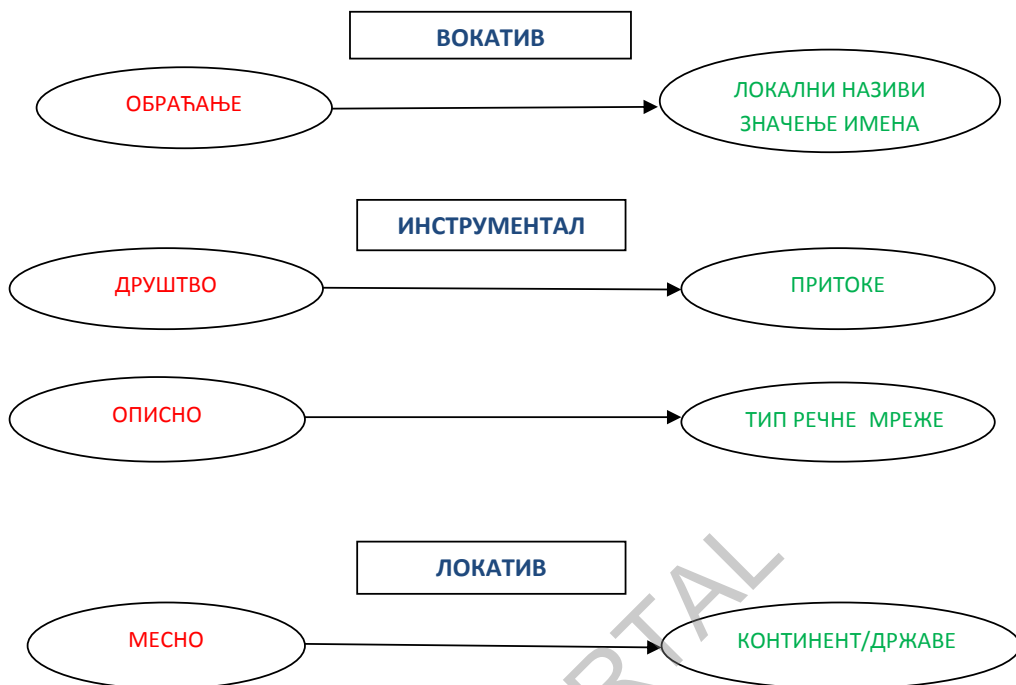 ВОКАТИВ
ОБРАЋАЊЕ
ЛОКАЛНИ НАЗИВИ
ЗНАЧЕЊЕ ИМЕНА
ИНСТРУМЕНТАЛ
ДРУШТВО
ПРИТОКЕ
ОПИСНО
ТИП РЕЧНЕ МРЕЖЕ
ЛОКАТИВ
МЕСНО
КОНТИНЕНТ/ДРЖАВЕ